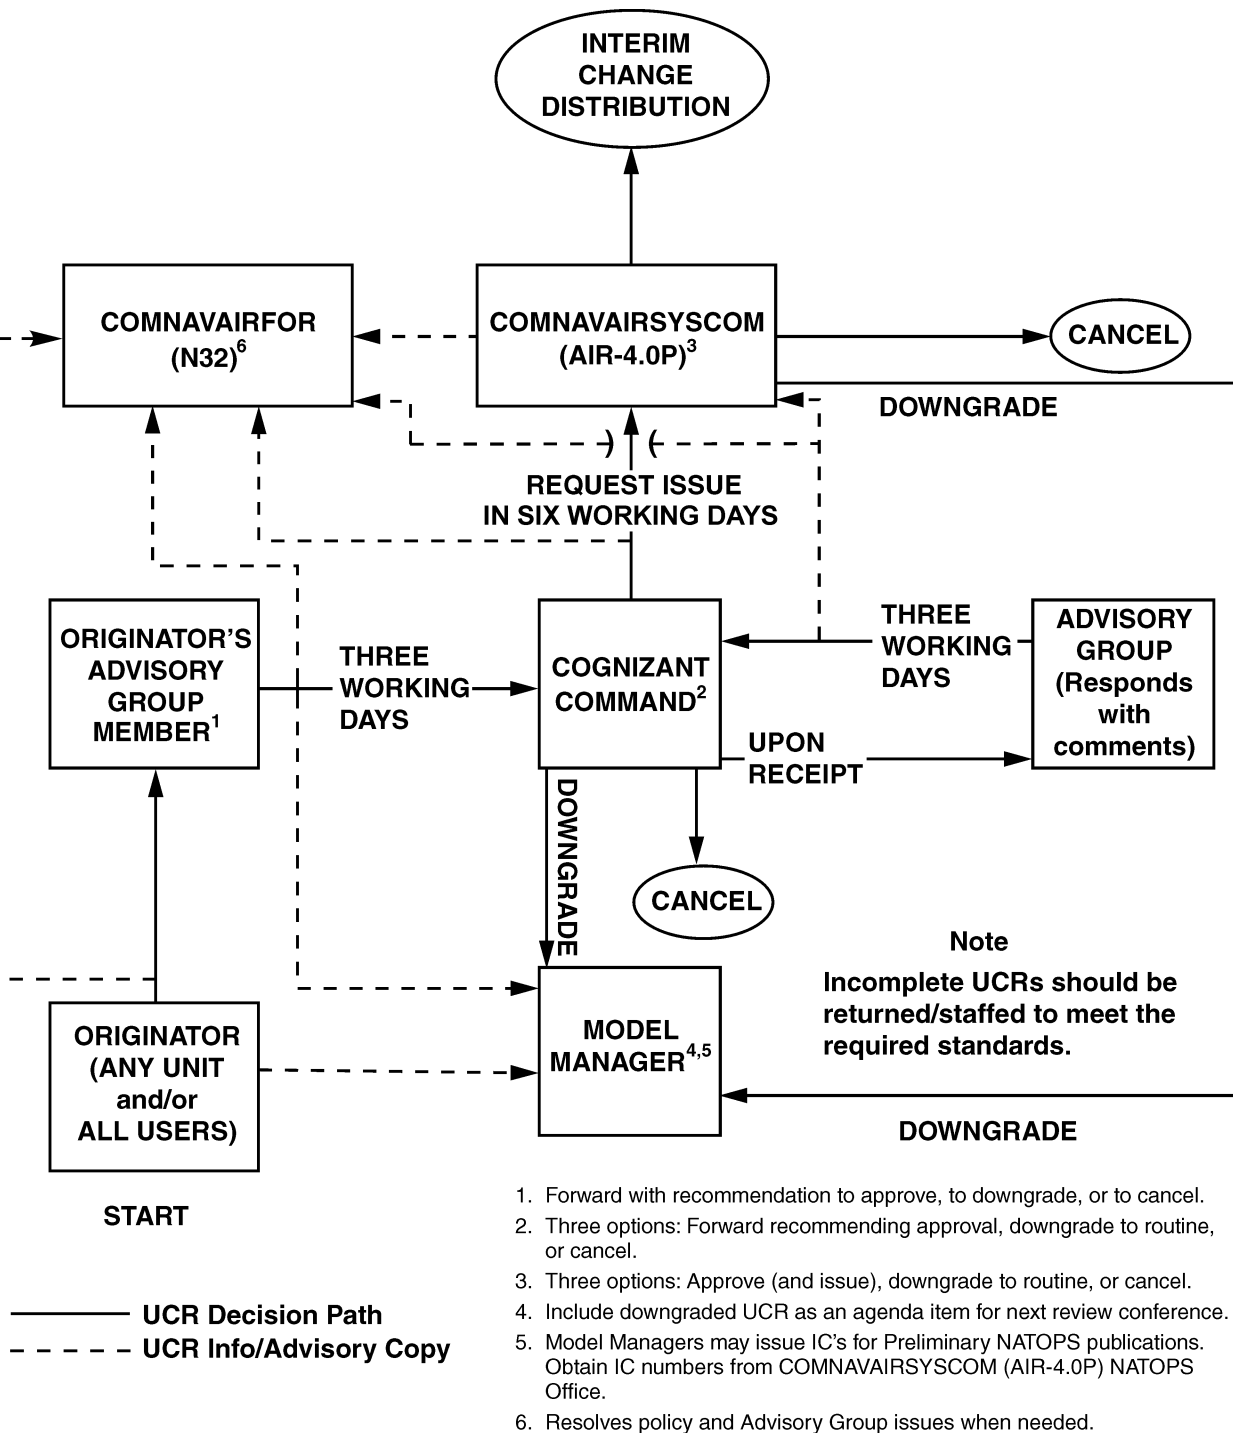 INTERIM
CHANGE
DISTRIBUTION
COMNAVAIRFOR
(N32)6
COMNAVAIRSYSCOM
(AIR-4.0P)3
CANCEL
DOWNGRADE
REQUEST ISSUE
IN SIX WORKING DAYS
ORIGINATOR'S
ADVISORY
GROUP
MEMBER1
THREE
WORKING
DAYS
COGNIZANT
COMMAND2
THREE
WORKING
DAYS
ADVISORY
GROUP
(Responds
with
comments)
UPON
RECEIPT
DOWNGRADE
CANCEL
Note
Incomplete UCRs should be
returned/staffed to meet the
required standards.
ORIGINATOR
(ANY UNIT
and/or
ALL USERS)
MODEL
MANAGER4,5
DOWNGRADE
START
1. Forward with recommendation to approve, to downgrade, or to cancel.
2. Three options: Forward recommending approval, downgrade to routine,
or cancel.
3. Three options: Approve (and issue), downgrade to routine, or cancel.
4. Include downgraded UCR as an agenda item for next review conference.
5. Model Managers may issue IC's for Preliminary NATOPS publications.
Obtain IC numbers from COMNAVAIRSYSCOM (AIR-4.0P) NATOPS
Office.
6. Resolves policy and Advisory Group issues when needed.
UCR Decision Path
UCR Info/Advisory Copy